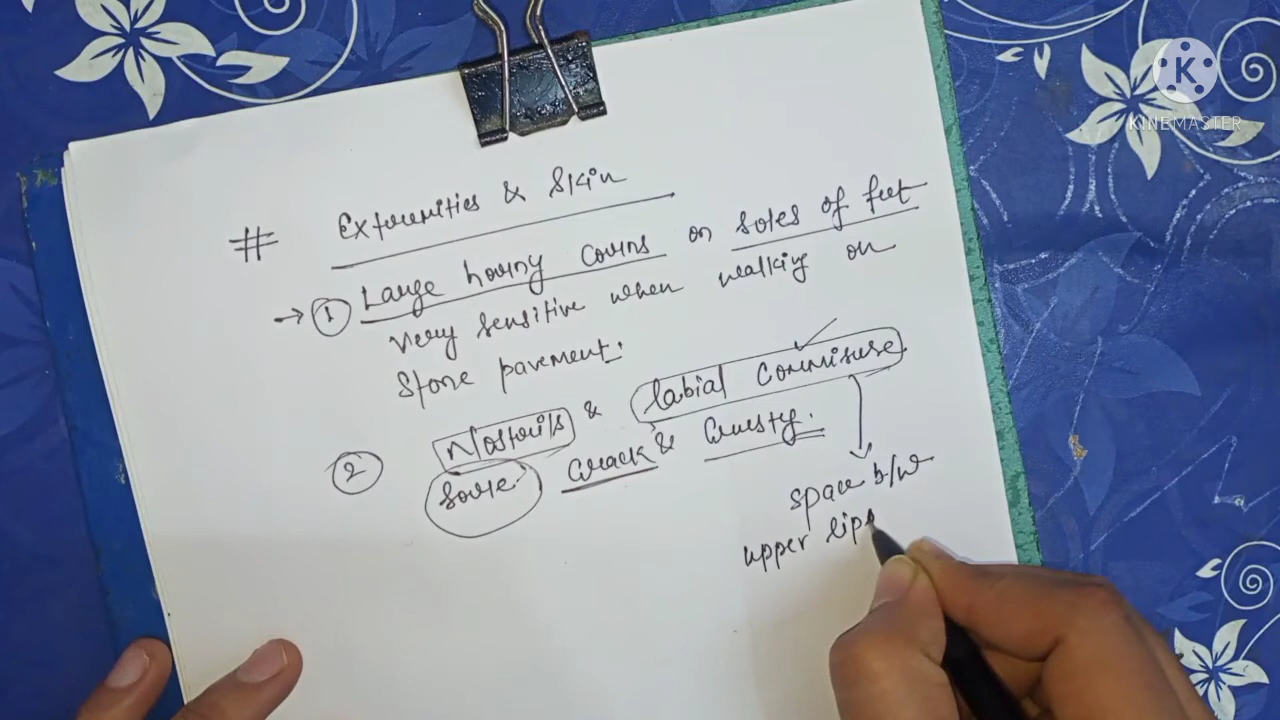 # Extremities & Skin
→ 1 Large horny corns on soles of feet
very sensitive when walking on
Stone pavement.
2 Nostrils & labial commisure.
sore. crack & crusty.
space b/w
upper lips
K
KINEMASTER